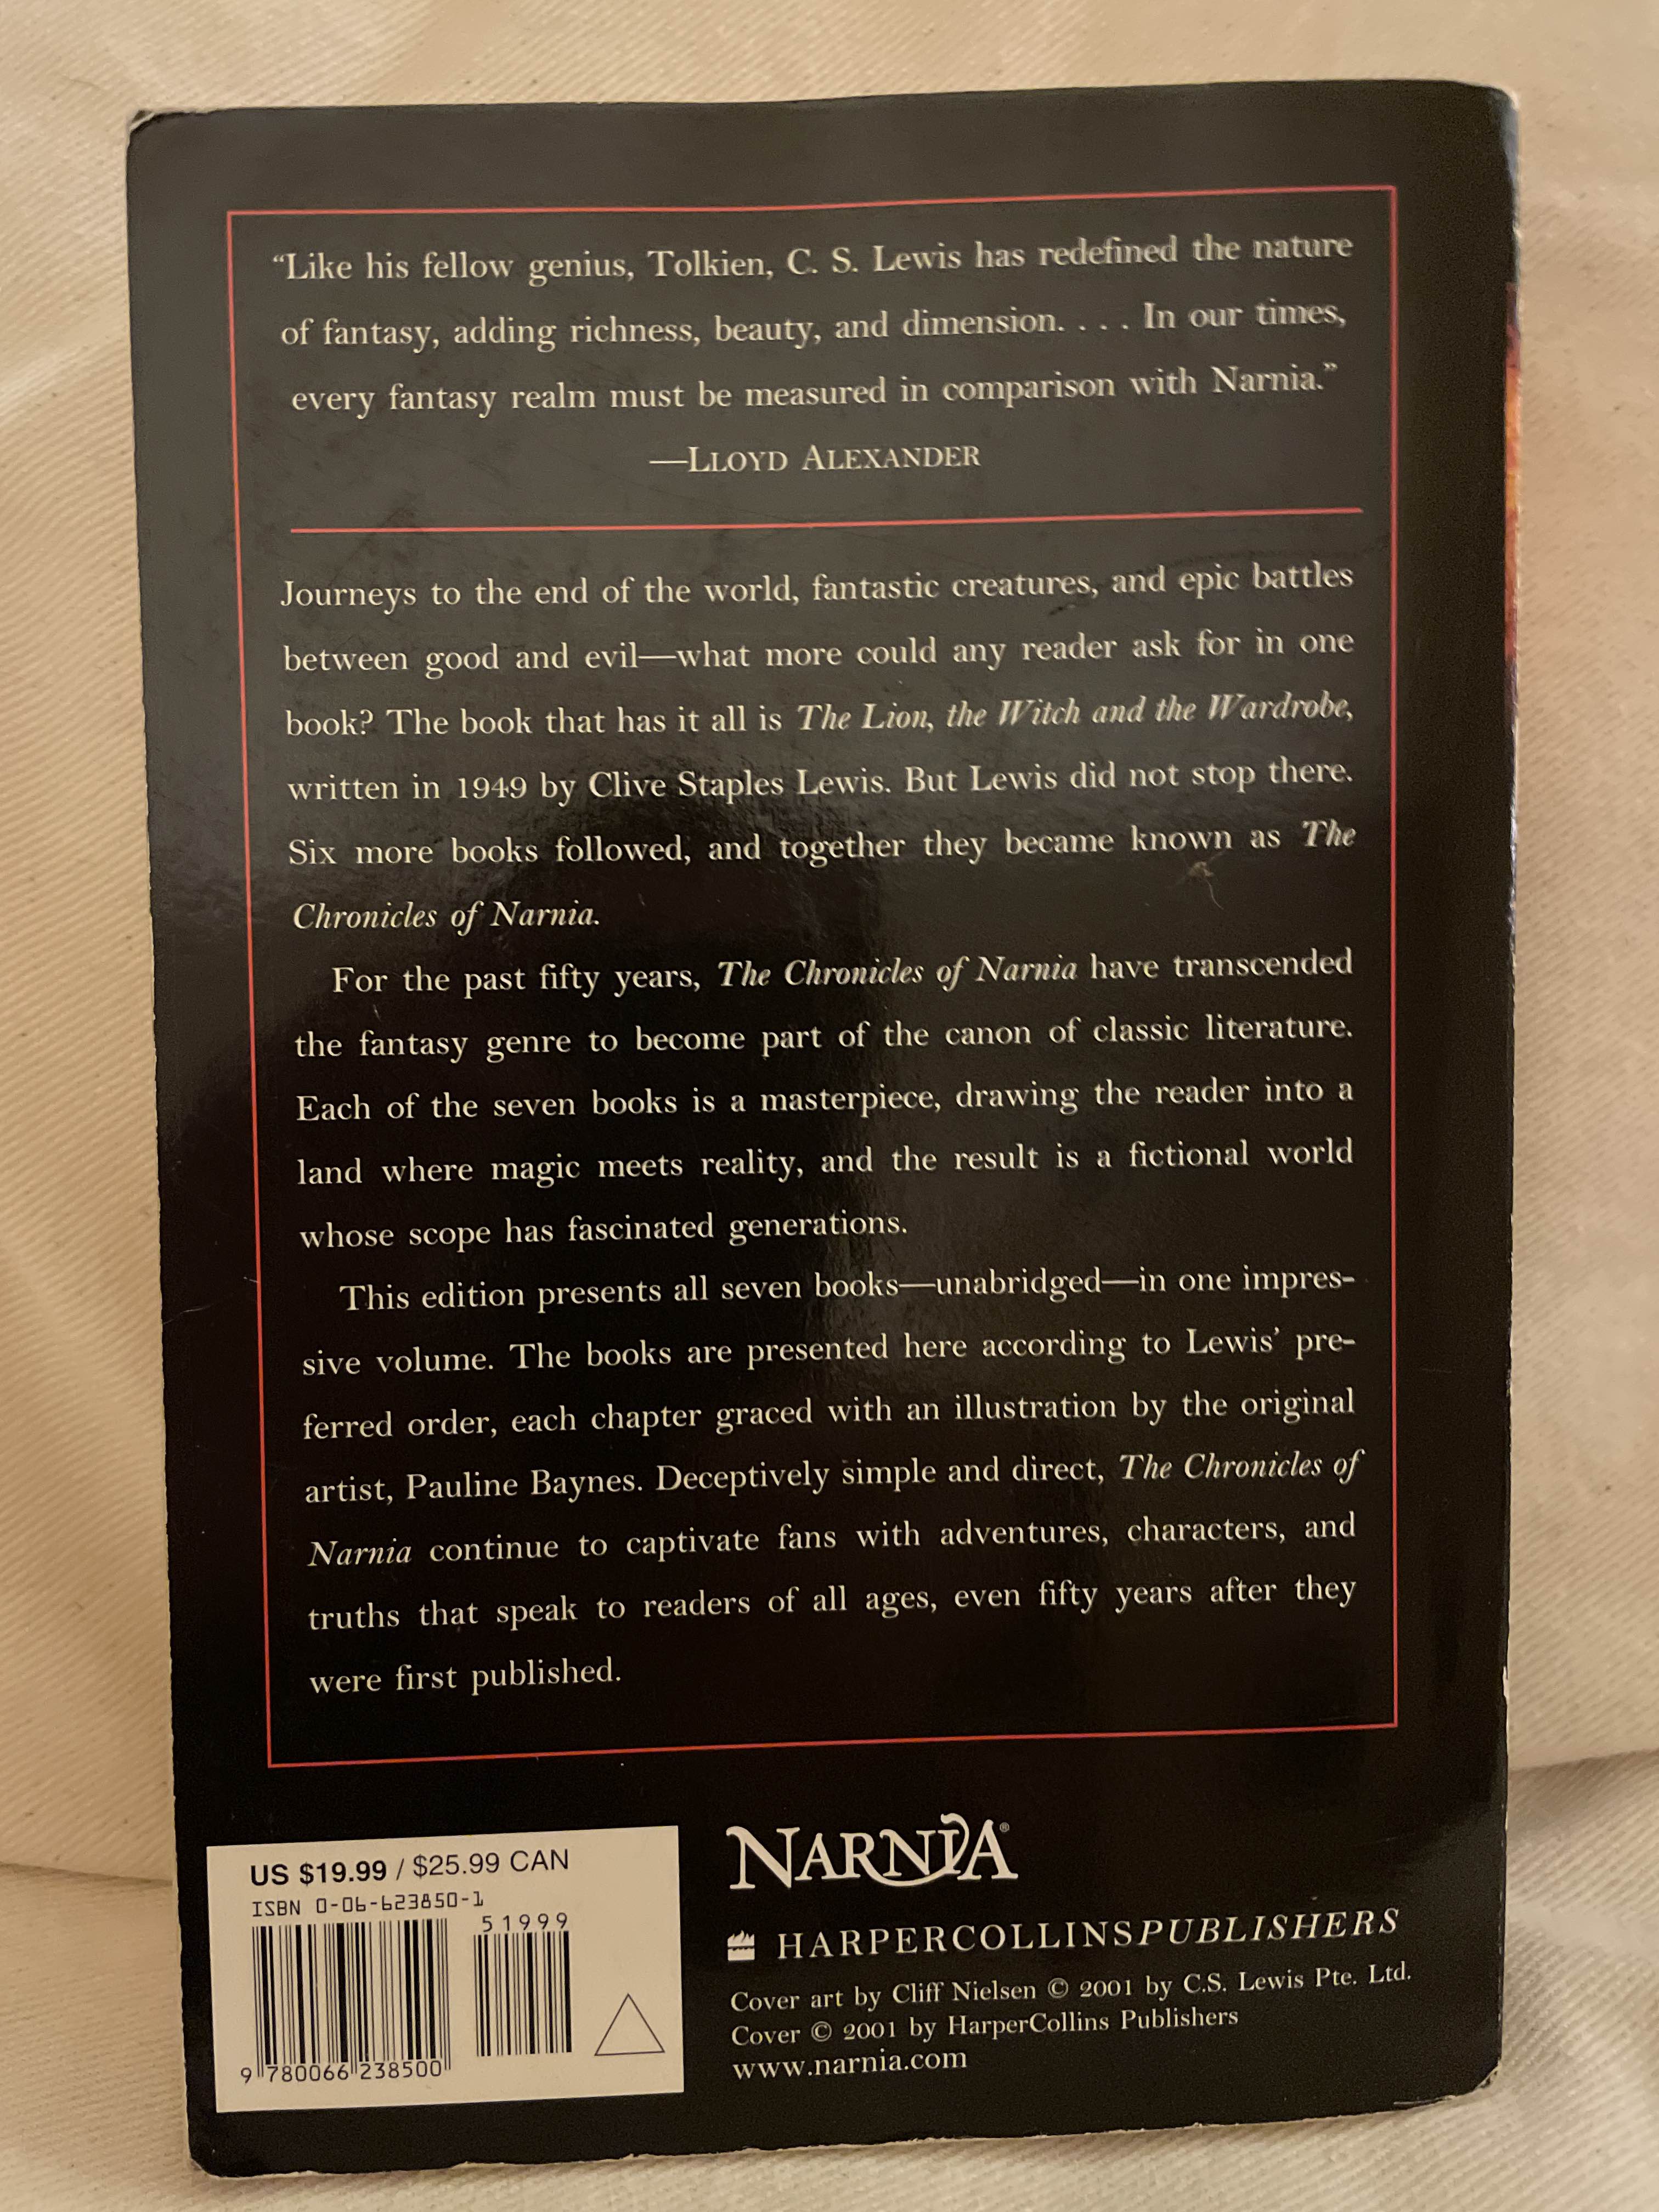 “Like his fellow genius, Tolkien, C. S. Lewis has redefined the nature
of fantasy, adding richness, beauty, and dimension. . . . In our times,
every fantasy realm must be measured in comparison with Narnia.”
—LLOYD ALEXANDER
Journeys to the end of the world, fantastic creatures, and epic battles
between good and evil—what more could any reader ask for in one
book? The book that has it all is The Lion, the Witch and the Wardrobe,
written in 1949 by Clive Staples Lewis. But Lewis did not stop there.
Six more books followed, and together they became known as The
Chronicles of Narnia.
For the past fifty years, The Chronicles of Narnia have transcended
the fantasy genre to become part of the canon of classic literature.
Each of the seven books is a masterpiece, drawing the reader into a
land where magic meets reality, and the result is a fictional world
whose scope has fascinated generations.
This edition presents all seven books—unabridged—in one impres-
sive volume. The books are presented here according to Lewis’ pre-
ferred order, each chapter graced with an illustration by the original
artist, Pauline Baynes. Deceptively simple and direct, The Chronicles of
Narnia continue to captivate fans with adventures, characters, and
truths that speak to readers of all ages, even fifty years after they
were first published.
US $19.99 / $25.99 CAN
ISBN 0-06-623850-1
51999
9 780066 238500
NARNIA®
HARPERCOLLINSPUBLISHERS
Cover art by Cliff Nielsen © 2001 by C.S. Lewis Pte. Ltd.
Cover © 2001 by HarperCollins Publishers
www.narnia.com